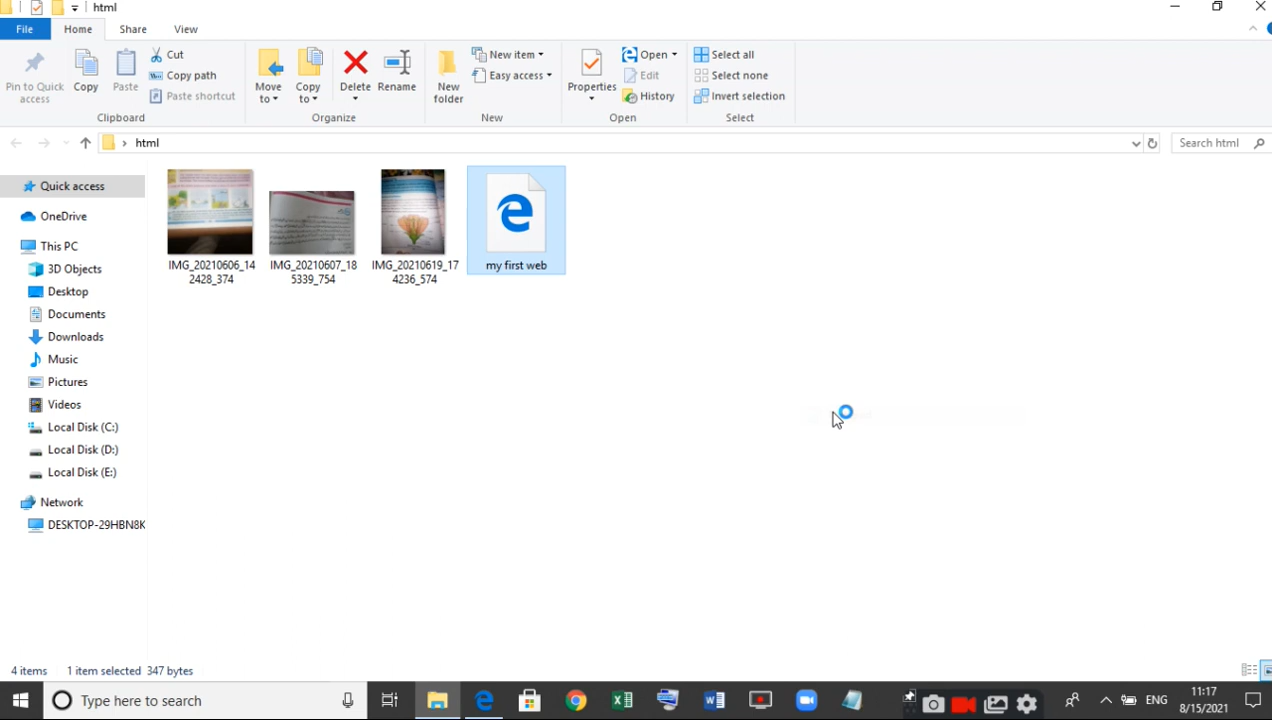 html
File
Home
Share
View
Pin to Quick
access
Copy
Paste
Cut
Copy path
Paste shortcut
Clipboard
Move
to
Copy
to
Delete
Rename
Organize
New
folder
New item
Easy access
New
Properties
Open
Edit
History
Open
Select all
Select none
Invert selection
Select
html
Search html
Quick access
OneDrive
This PC
3D Objects
Desktop
Documents
Downloads
Music
Pictures
Videos
Local Disk (C:)
Local Disk (D:)
Local Disk (E:)
Network
DESKTOP-29HBN8K
IMG_20210606_14
2428_374
IMG_20210607_18
5339_754
IMG_20210619_17
4236_574
my first web
4 items
1 item selected 347 bytes
Type here to search
ENG
11:17
8/15/2021